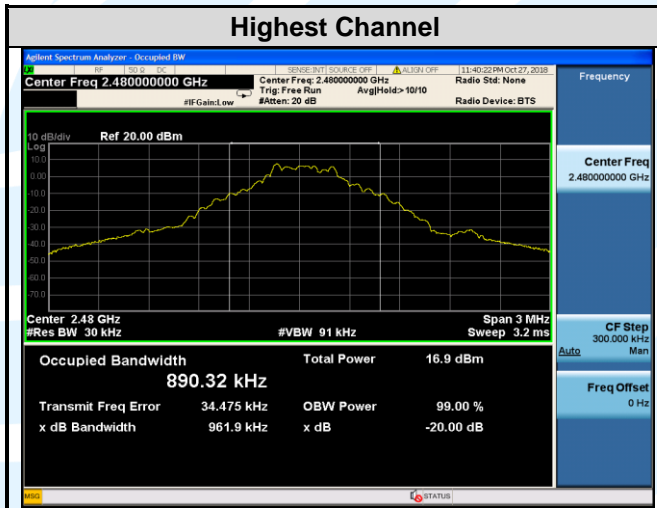 Highest Channel
Agilent Spectrum Analyzer - Occupied BW
RF 50 Ω DC SENSE:INT SOURCE OFF ALIGN OFF 11:40:22 PM Oct 27, 2018
Center Freq 2.480000000 GHz
Center Freq: 2.480000000 GHz Radio Std: None
Trig: Free Run Avg|Hold:> 10/10
#IFGain:Low #Atten: 20 dB Radio Device: BTS
10 dB/div Ref 20.00 dBm
Log
10.0
0.00
-10.0
-20.0
-30.0
-40.0
-50.0
-60.0
-70.0
Center 2.48 GHz Span 3 MHz
#Res BW 30 kHz #VBW 91 kHz Sweep 3.2 ms
Occupied Bandwidth Total Power 16.9 dBm
890.32 kHz
Transmit Freq Error 34.475 kHz OBW Power 99.00 %
x dB Bandwidth 961.9 kHz x dB -20.00 dB
MSG STATUS
Frequency
Center Freq
2.480000000 GHz
CF Step
300.000 kHz
Auto Man
Freq Offset
0 Hz